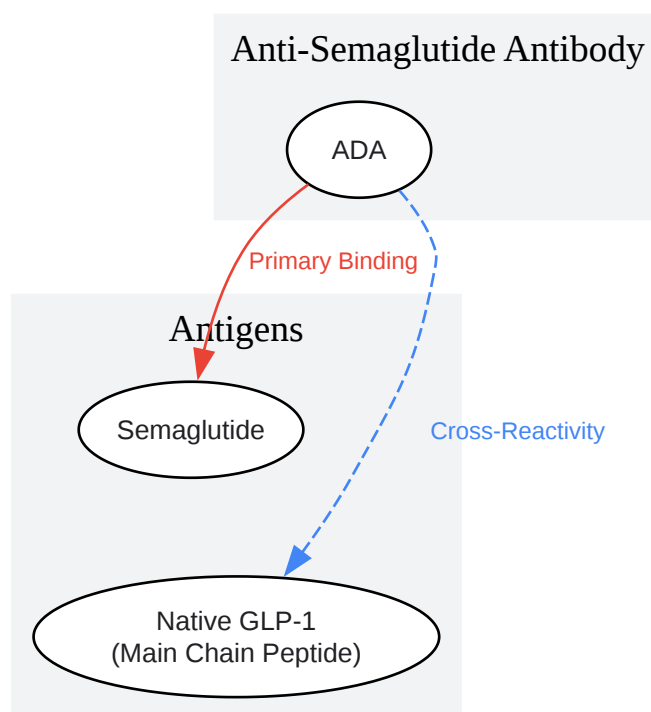 Anti-Semaglutide Antibody
ADA
Primary Binding
Antigens
Semaglutide
Cross-Reactivity
Native GLP-1
(Main Chain Peptide)